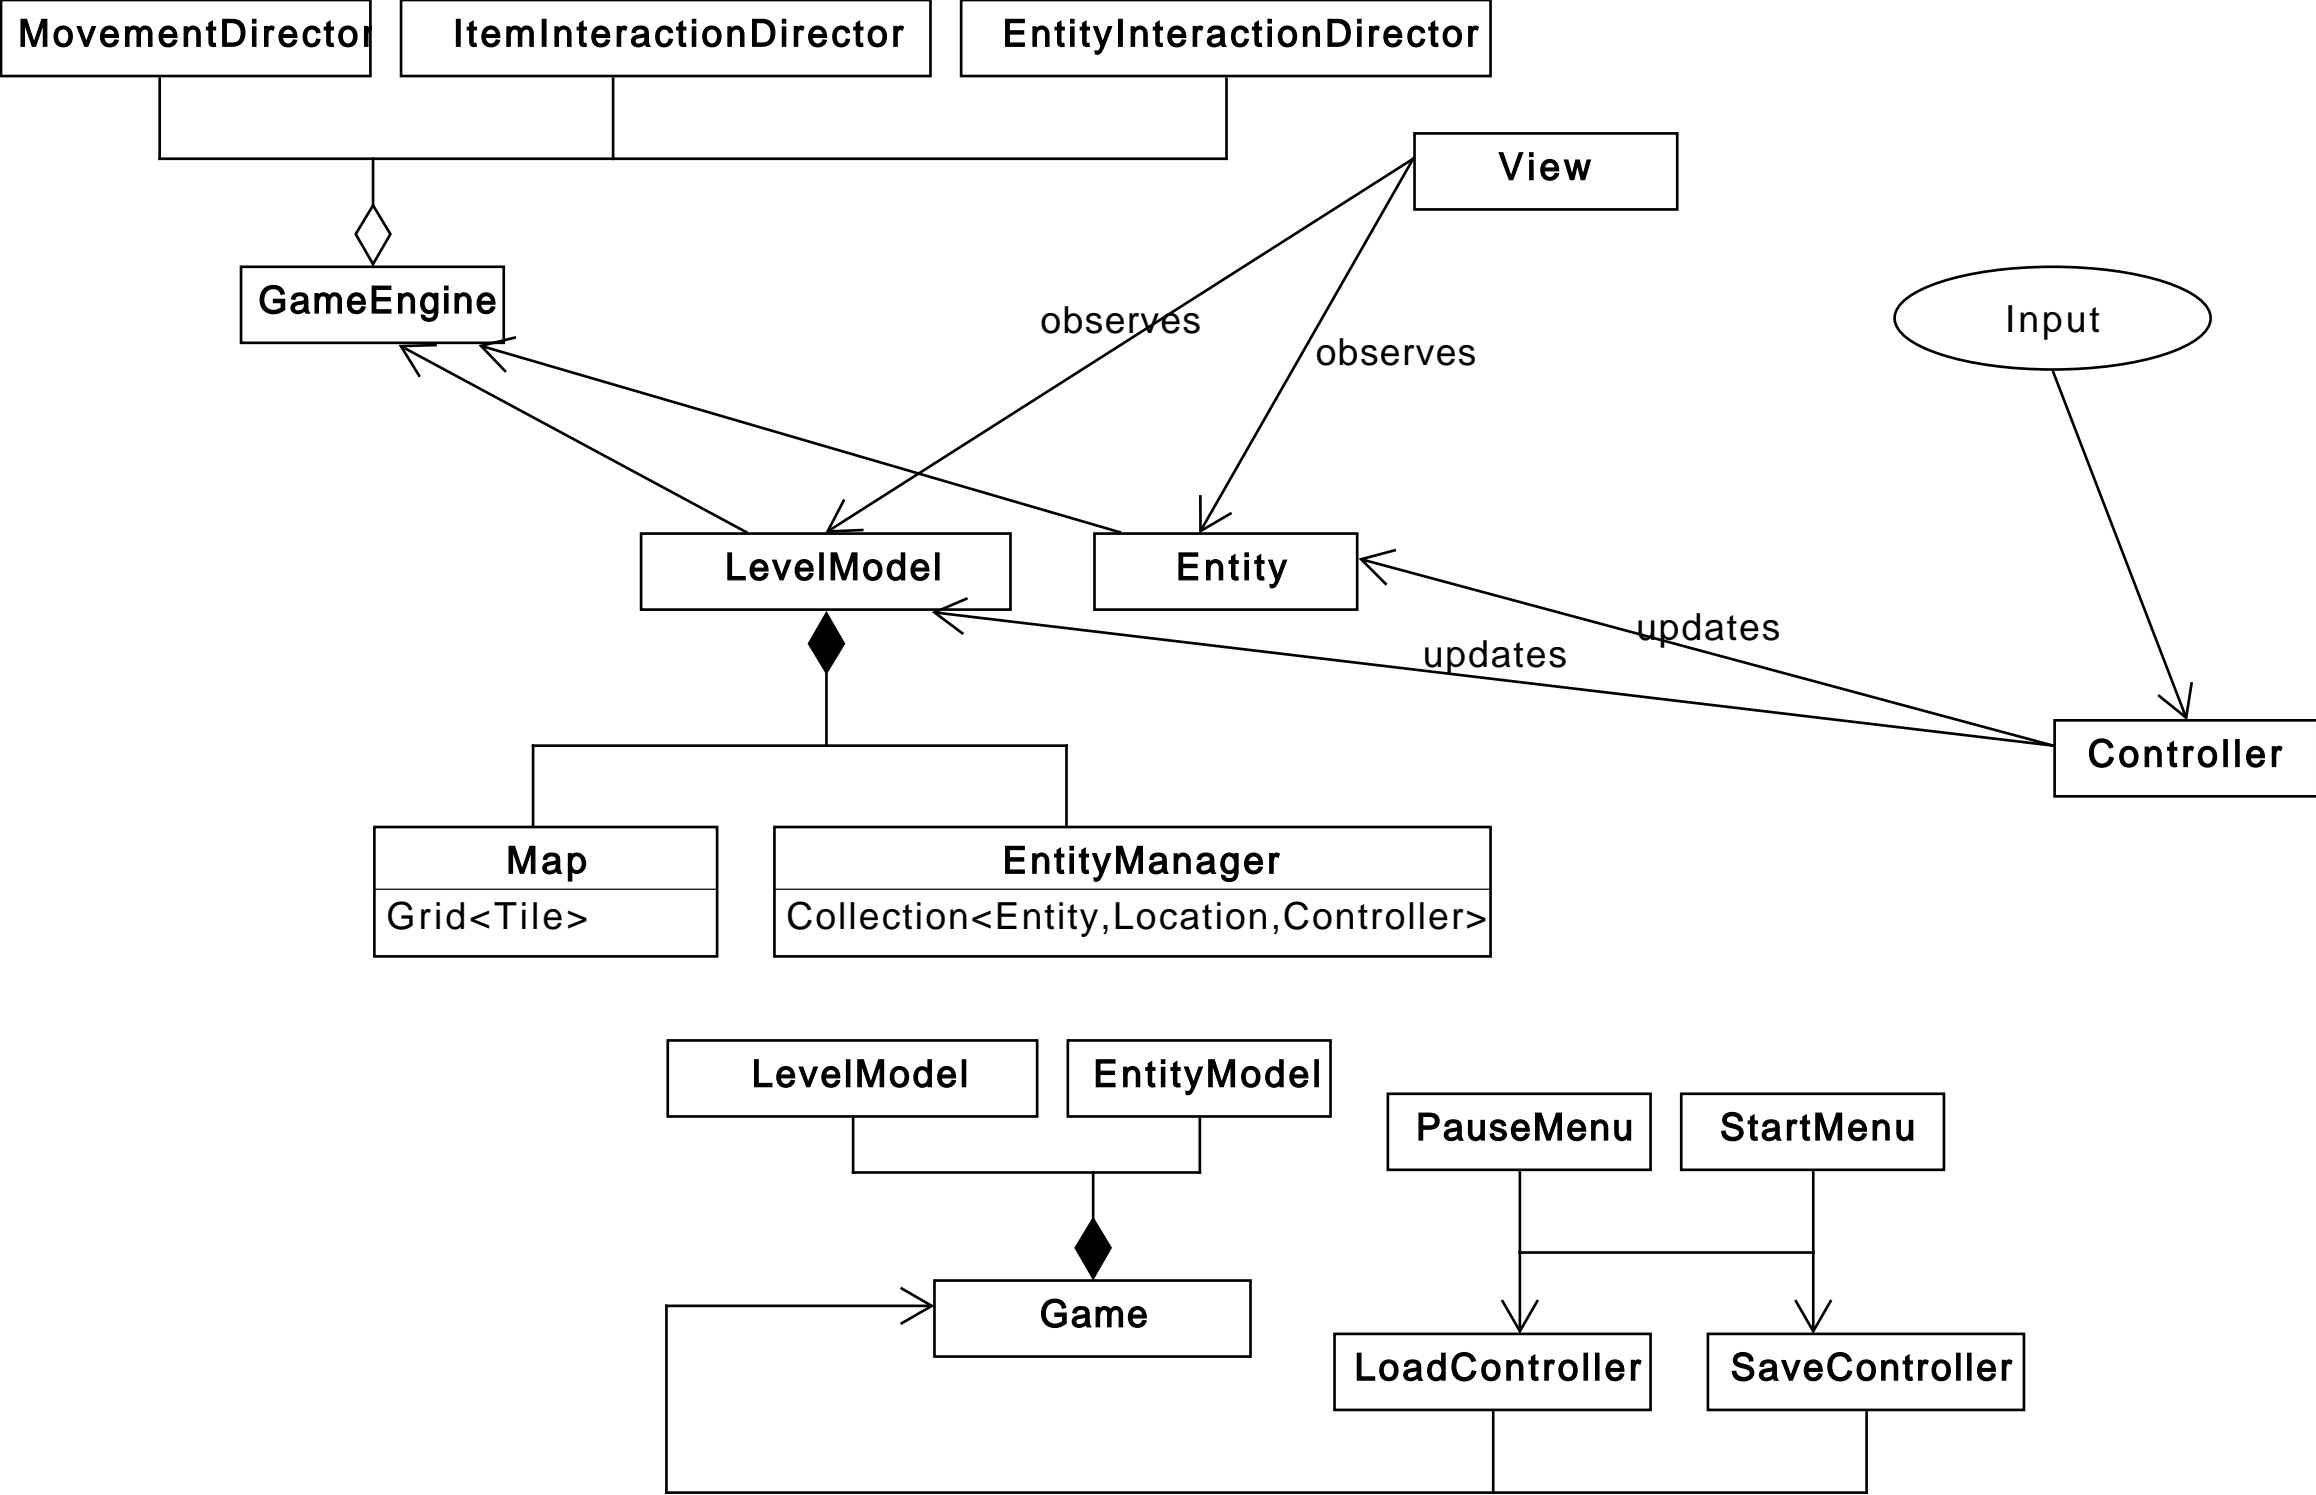 MovementDirector
ItemInteractionDirector
EntityInteractionDirector
View
GameEngine
Input
observes
observes
LevelModel
Entity
updates
updates
Controller
Map
Grid<Tile>
EntityManager
Collection<Entity,Location,Controller>
LevelModel
EntityModel
PauseMenu
StartMenu
Game
LoadController
SaveController